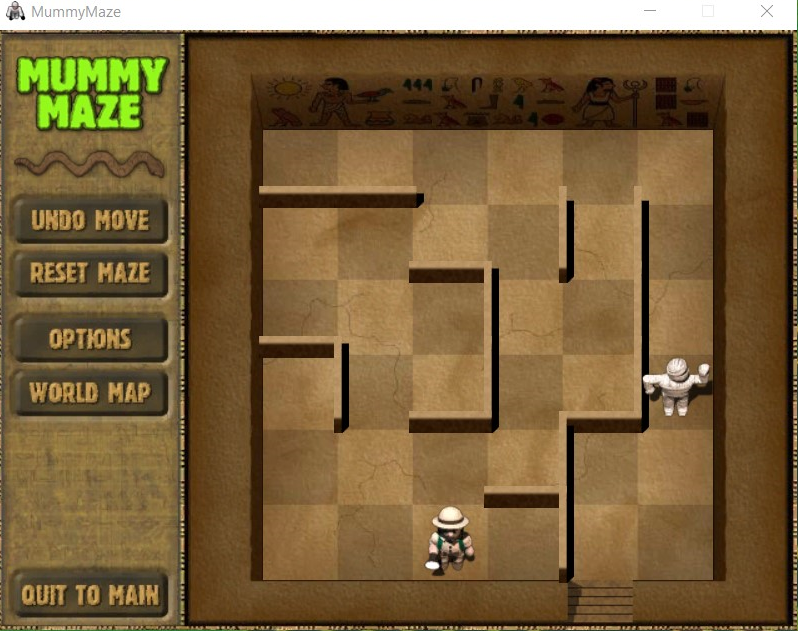 MummyMaze
MUMMY
MAZE
UNDO MOVE
RESET MAZE
OPTIONS
WORLD MAP
QUIT TO MAIN